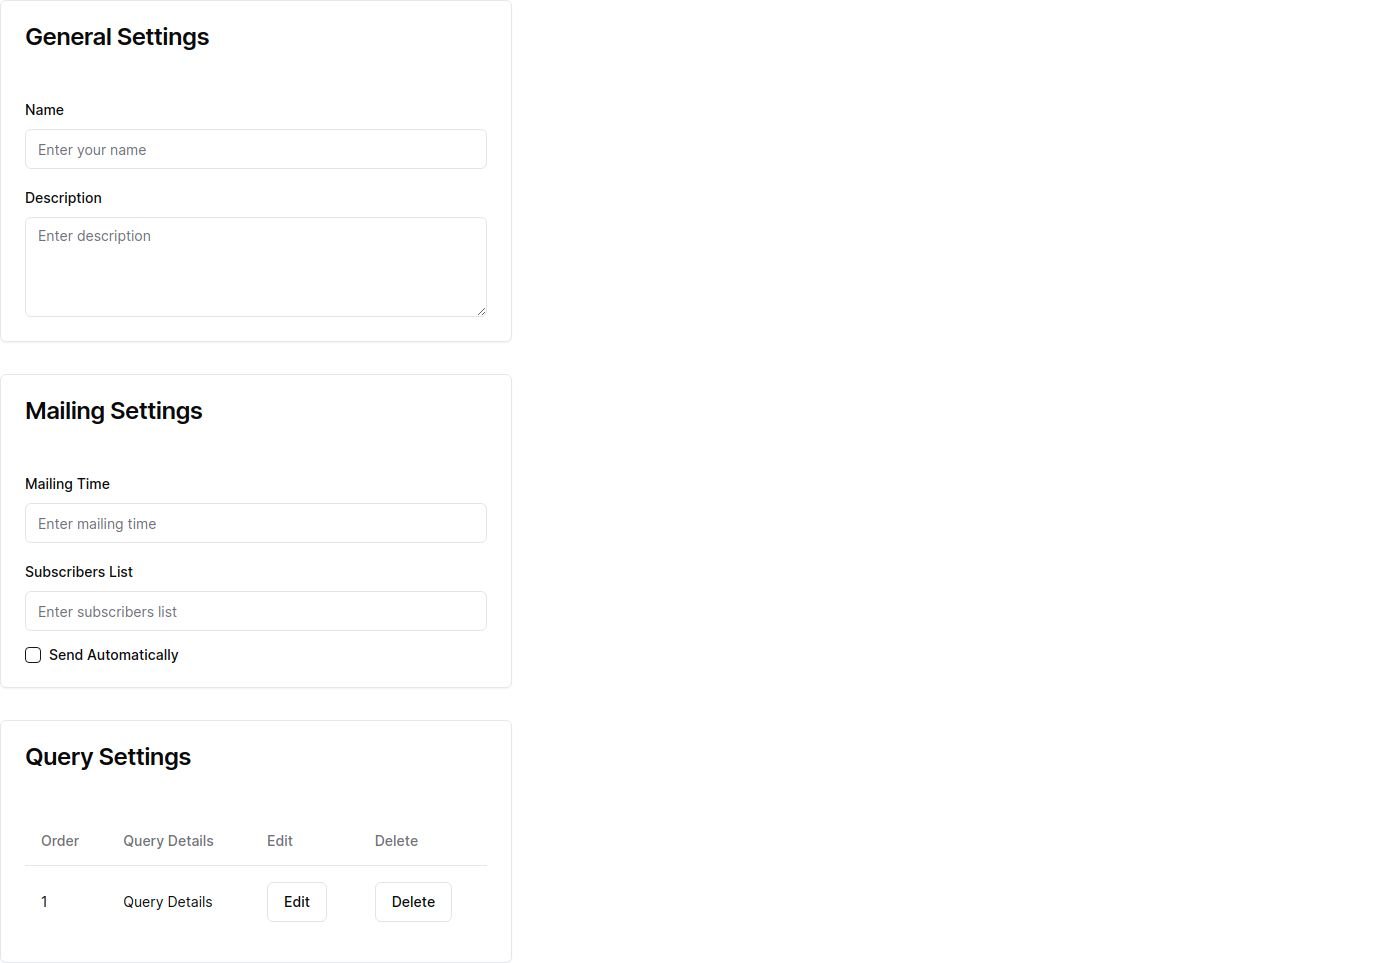 General Settings
Name
Enter your name
Description
Enter description
Mailing Settings
Mailing Time
Enter mailing time
Subscribers List
Enter subscribers list
Send Automatically
Query Settings
Order Query Details Edit Delete
1 Query Details Edit Delete